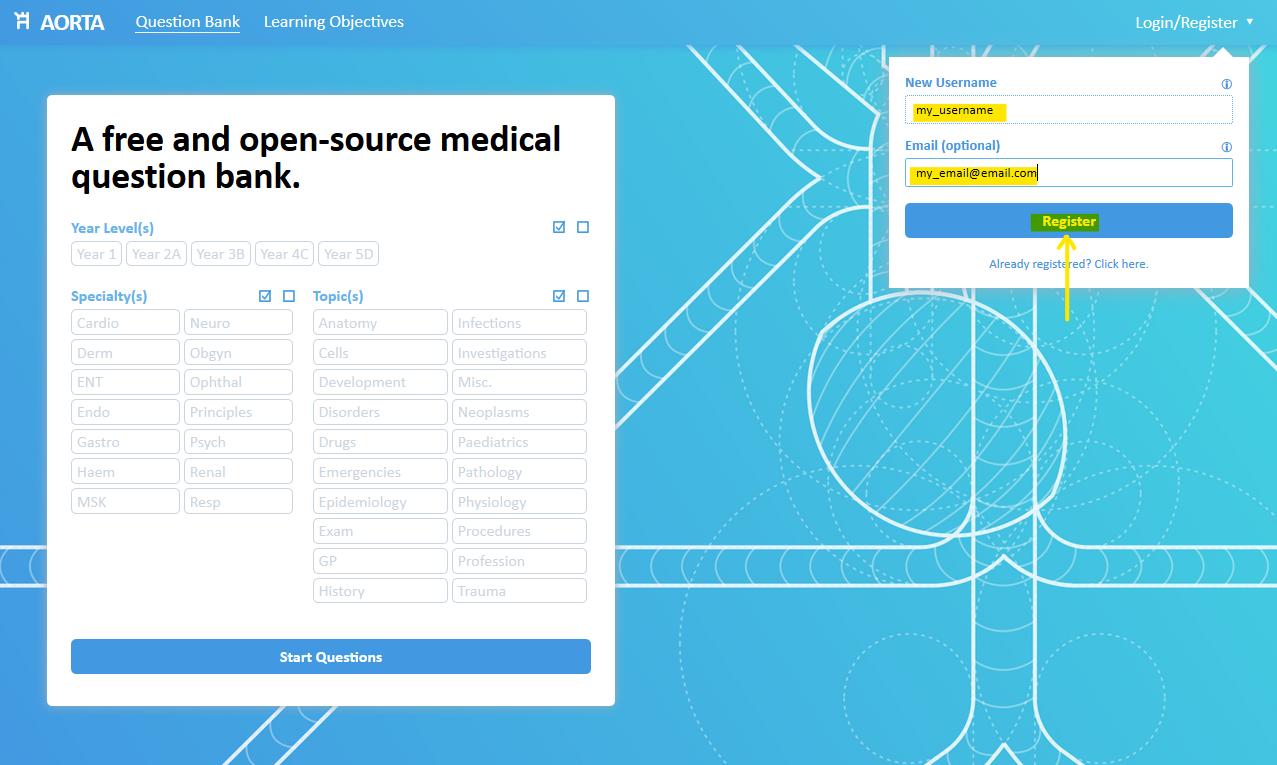 AORTA Question Bank Learning Objectives Login/Register
A free and open-source medical
question bank.
Year Level(s)
Year 1 Year 2A Year 3B Year 4C Year 5D
Specialty(s)
Cardio Neuro
Derm Obgyn
ENT Ophthal
Endo Principles
Gastro Psych
Haem Renal
MSK Resp
Topic(s)
Anatomy Infections
Cells Investigations
Development Misc.
Disorders Neoplasms
Drugs Paediatrics
Emergencies Pathology
Epidemiology Physiology
Exam Procedures
GP Profession
History Trauma
Start Questions
New Username
my_username
Email (optional)
my_email@email.com
Register
Already registered? Click here.